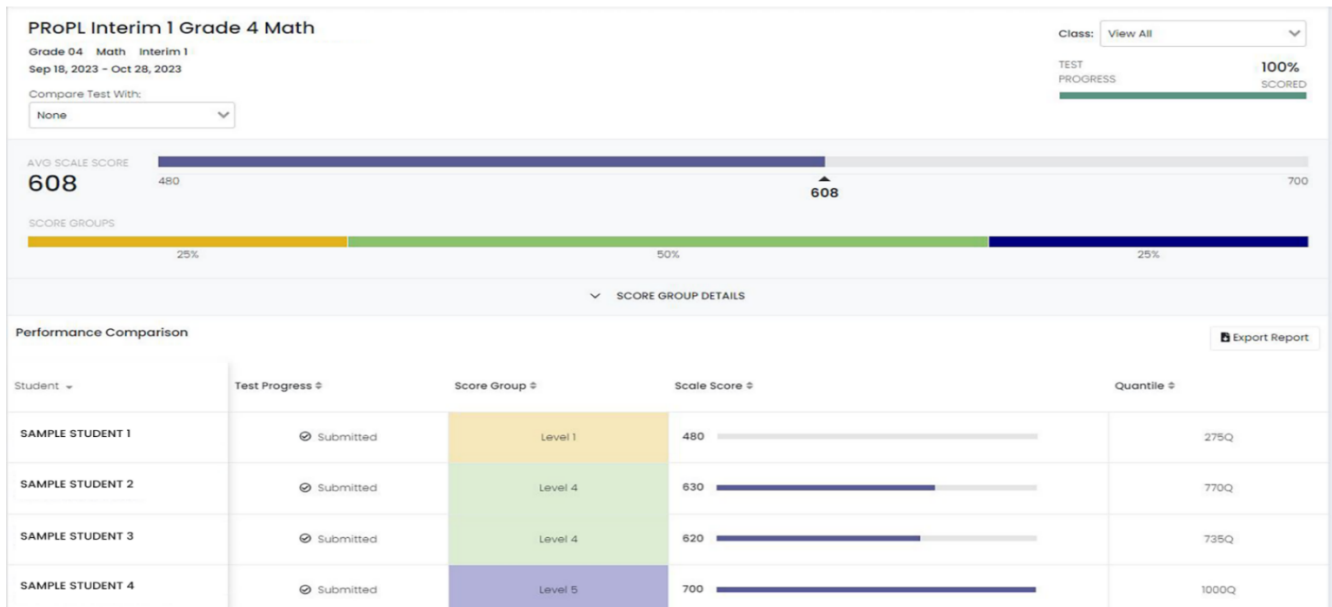 PRoPL Interim 1 Grade 4 Math
Grade 04 Math Interim 1
Sep 18, 2023 - Oct 28, 2023
Compare Test With:
None
Class: View All
TEST PROGRESS
100% SCORED
AVG SCALE SCORE
608
480
608
700
SCORE GROUPS
25% 50% 25%
SCORE GROUP DETAILS
Performance Comparison
Export Report
Student Test Progress Score Group Scale Score Quantile
SAMPLE STUDENT 1 Submitted Level 1 480 275Q
SAMPLE STUDENT 2 Submitted Level 4 630 770Q
SAMPLE STUDENT 3 Submitted Level 4 620 735Q
SAMPLE STUDENT 4 Submitted Level 5 700 1000Q